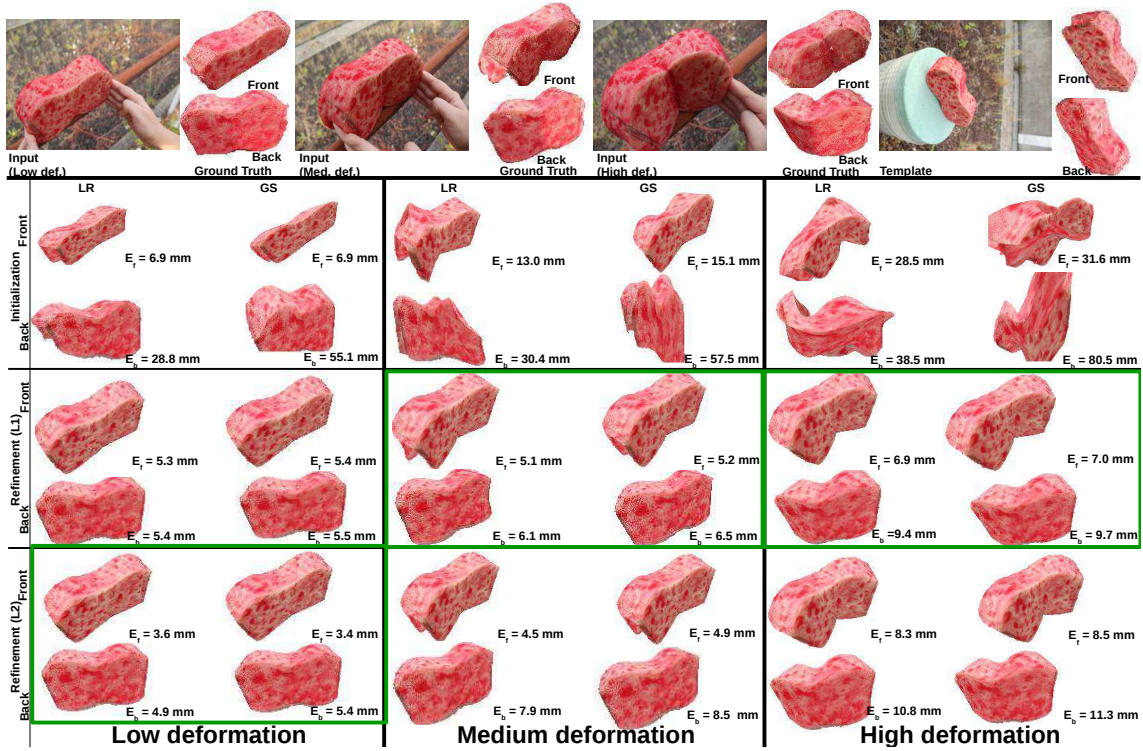 Front
Front
Front
Front
Back
Back
Back
Back
Input
(Low def.)
Ground Truth
Input
(Med. def.)
Ground Truth
Input
(High def.)
Ground Truth
Template
LR
GS
LR
GS
LR
GS
Initialization
Front
Back
E_f = 6.9 mm
E_f = 6.9 mm
E_f = 13.0 mm
E_f = 15.1 mm
E_f = 28.5 mm
E_f = 31.6 mm
E_b = 28.8 mm
E_b = 55.1 mm
E_b = 30.4 mm
E_b = 57.5 mm
E_b = 38.5 mm
E_b = 80.5 mm
Refinement (L1)
Front
Back
E_f = 5.3 mm
E_f = 5.4 mm
E_f = 5.1 mm
E_f = 5.2 mm
E_f = 6.9 mm
E_f = 7.0 mm
E_b = 5.4 mm
E_b = 5.5 mm
E_b = 6.1 mm
E_b = 6.5 mm
E_b =9.4 mm
E_b = 9.7 mm
Refinement (L2)
Front
Back
E_f = 3.6 mm
E_f = 3.4 mm
E_f = 4.5 mm
E_f = 4.9 mm
E_f = 8.3 mm
E_f = 8.5 mm
E_b = 4.9 mm
E_b = 5.4 mm
E_b = 7.9 mm
E_b = 8.5 mm
E_b = 10.8 mm
E_b = 11.3 mm
Low deformation
Medium deformation
High deformation